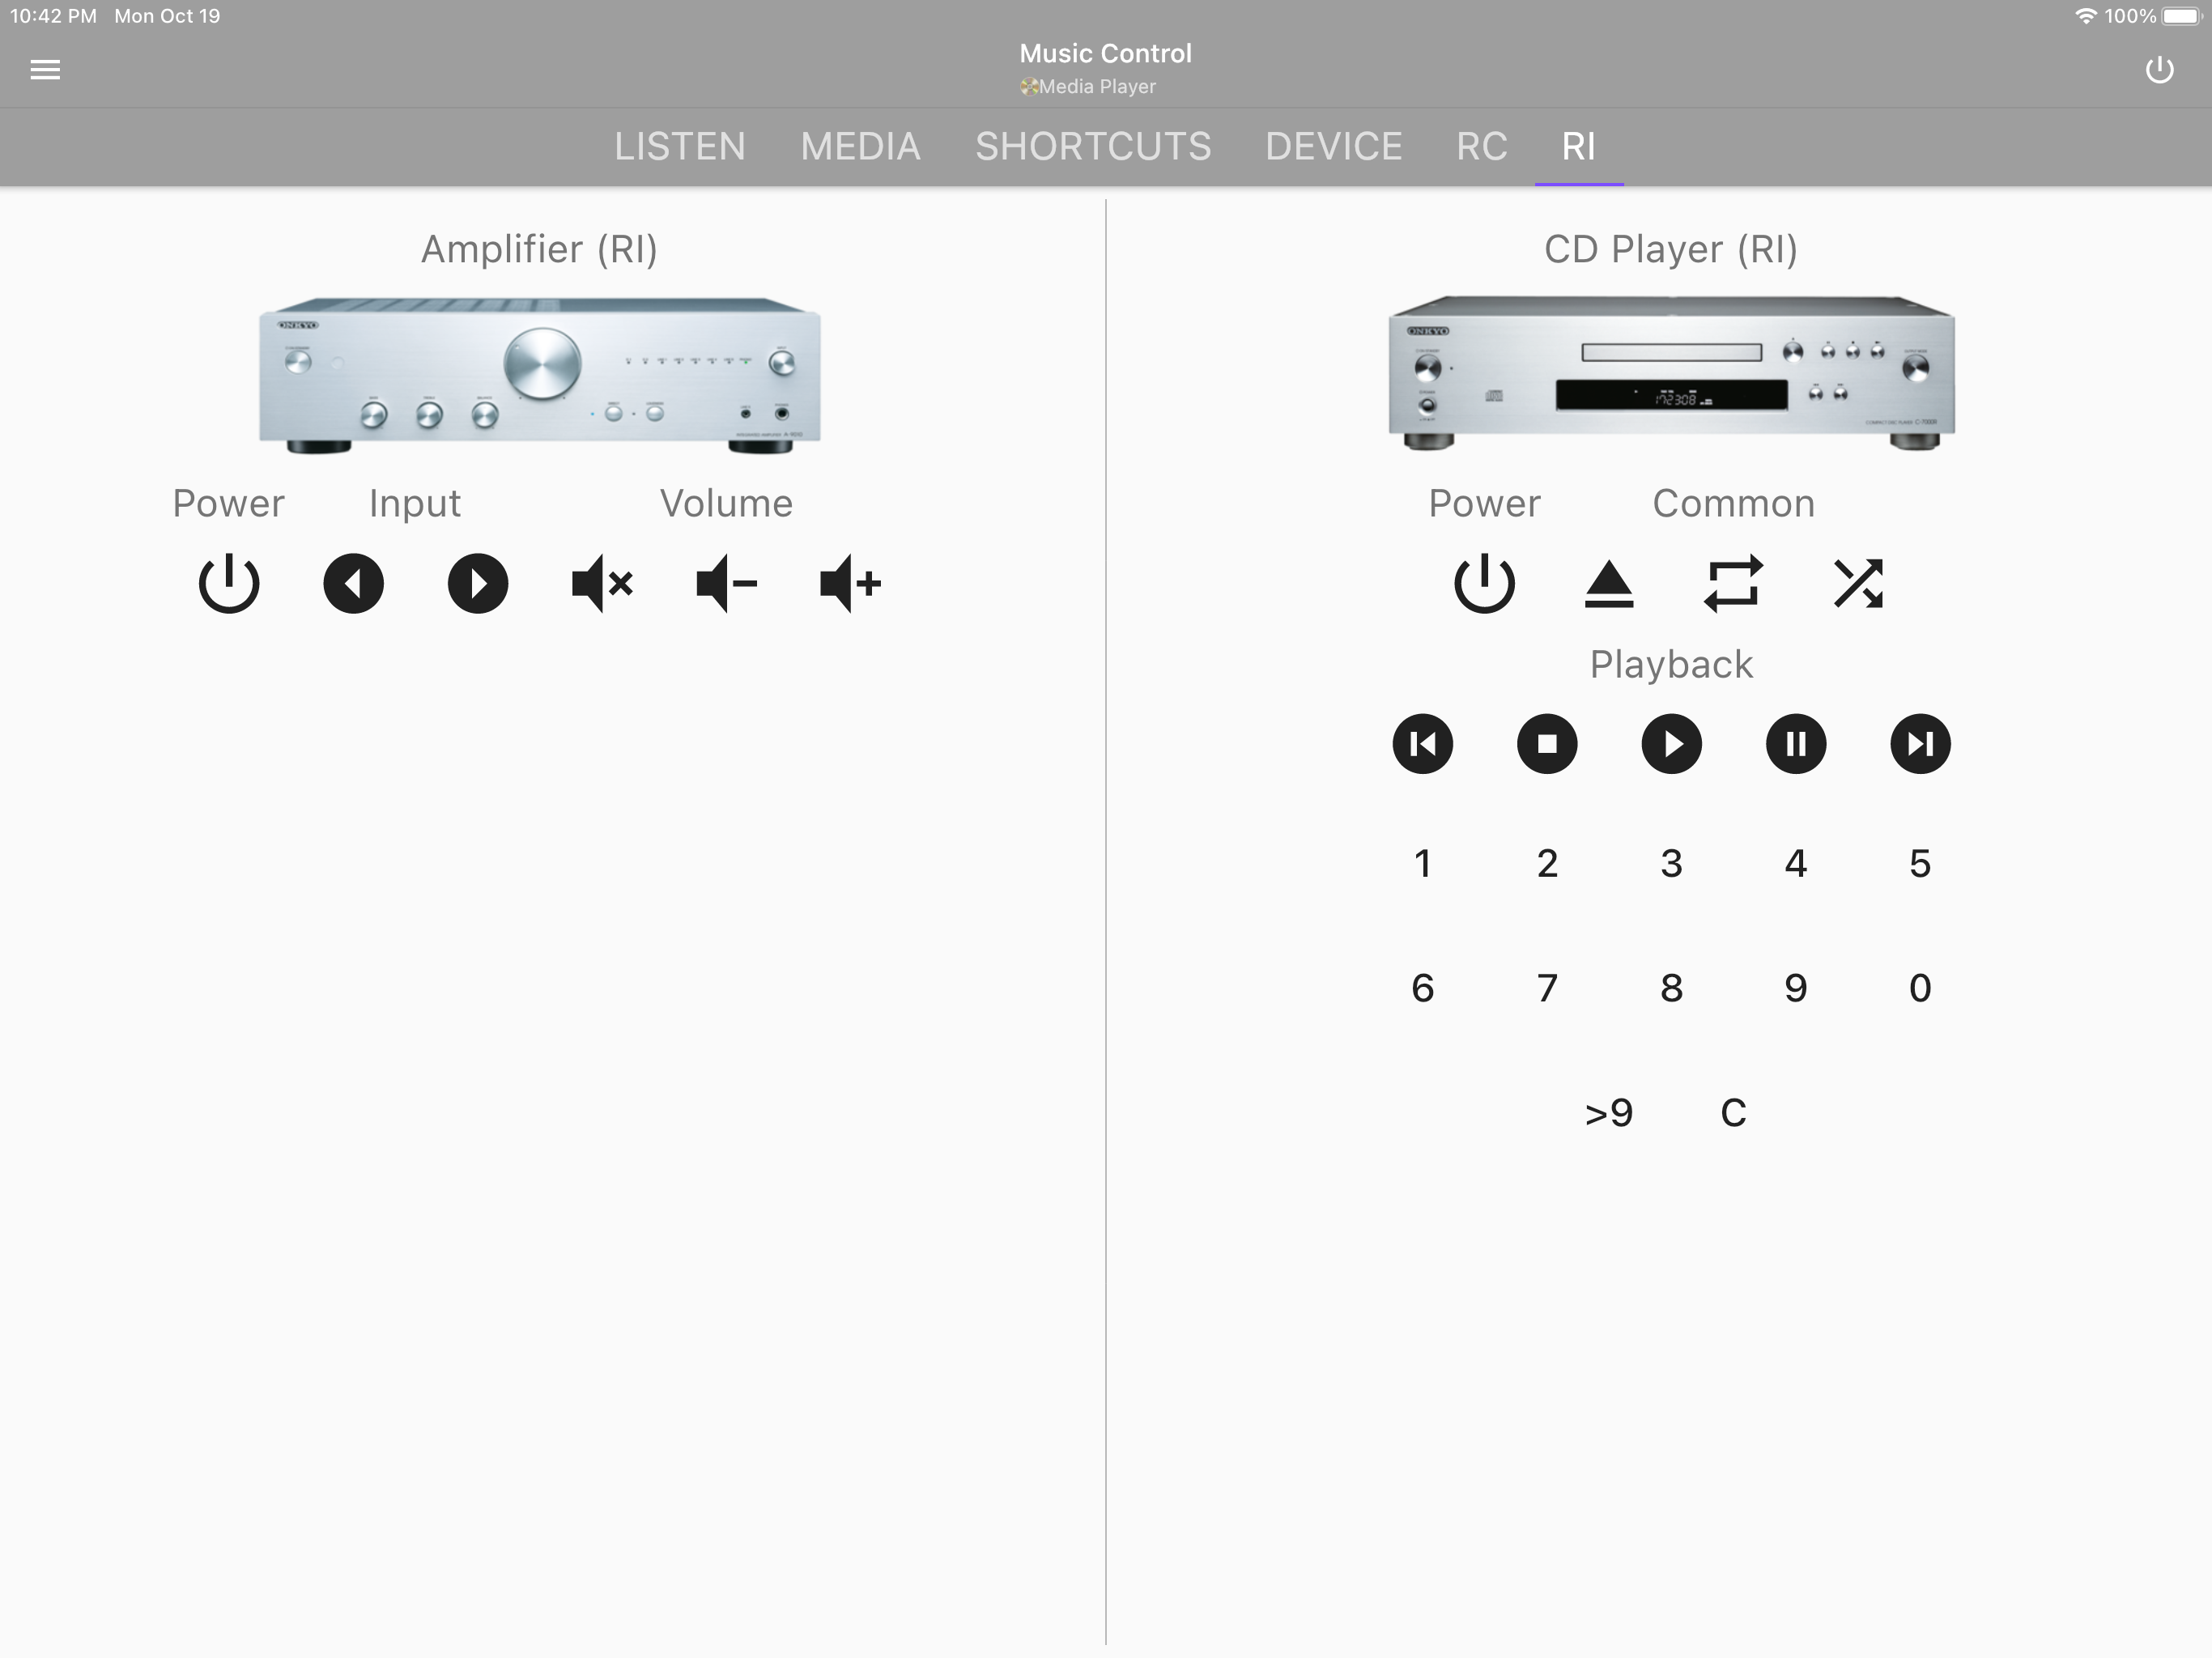 10:42 PM Mon Oct 19
100%
Music Control
Media Player
LISTEN MEDIA SHORTCUTS DEVICE RC RI
Amplifier (RI)
ONKYO
Power Input Volume
CD Player (RI)
ONKYO
Power Common
Playback
1 2 3 4 5
6 7 8 9 0
>9 C